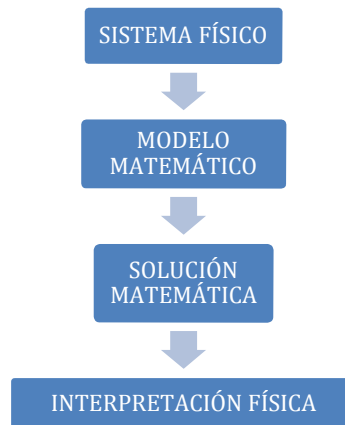 SISTEMA FÍSICO
MODELO
MATEMÁTICO
SOLUCIÓN
MATEMÁTICA
INTERPRETACIÓN FÍSICA